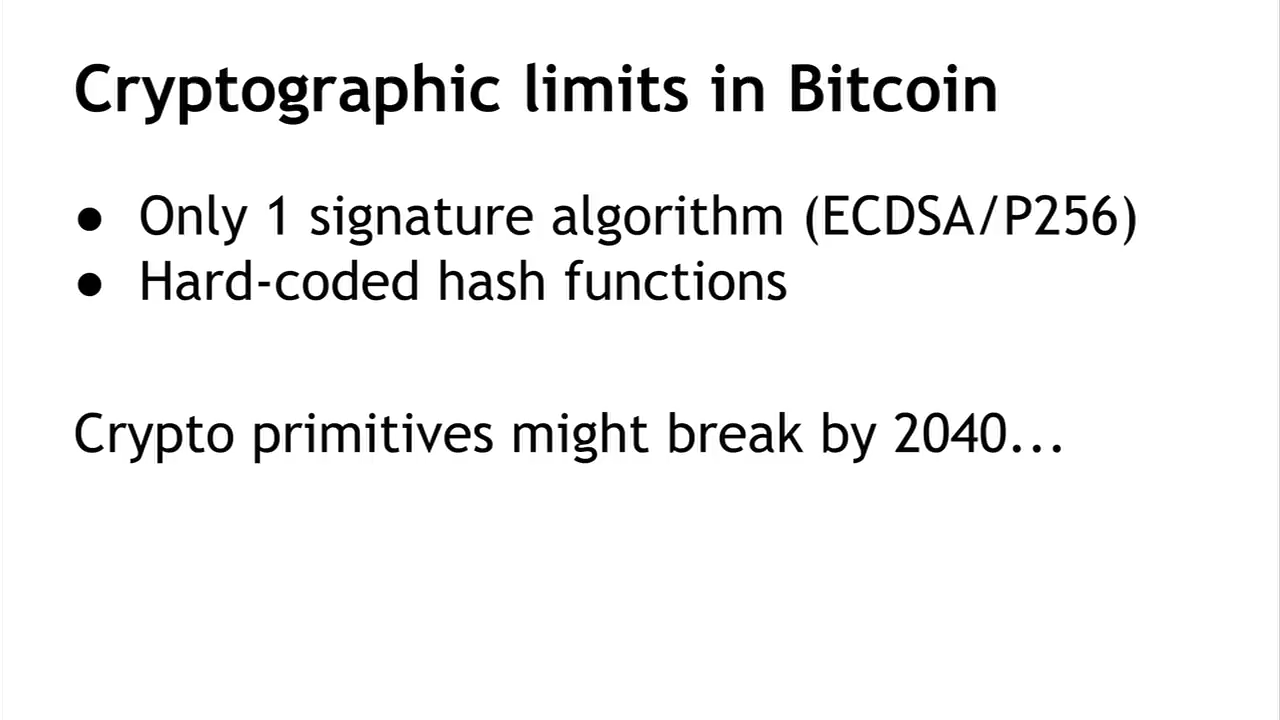 Cryptographic limits in Bitcoin
● Only 1 signature algorithm (ECDSA/P256)
● Hard-coded hash functions
Crypto primitives might break by 2040...